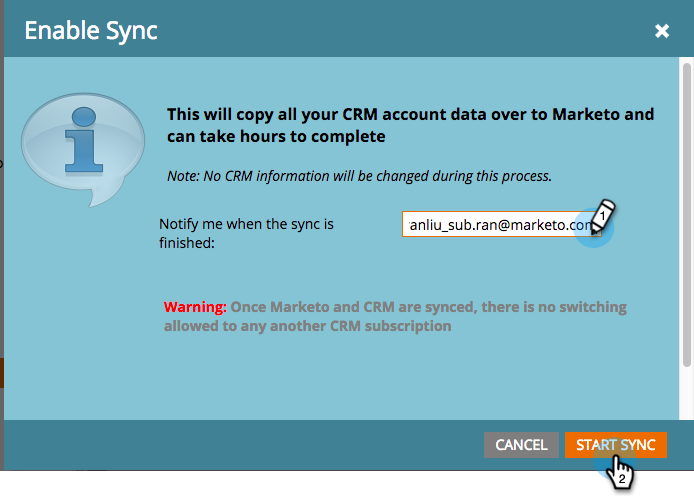 Enable Sync
This will copy all your CRM account data over to Marketo and
can take hours to complete
Note: No CRM information will be changed during this process.
Notify me when the sync is
finished:
anliu_sub.ran@marketo.com
1
Warning: Once Marketo and CRM are synced, there is no switching
allowed to any another CRM subscription
CANCEL
START SYNC
2